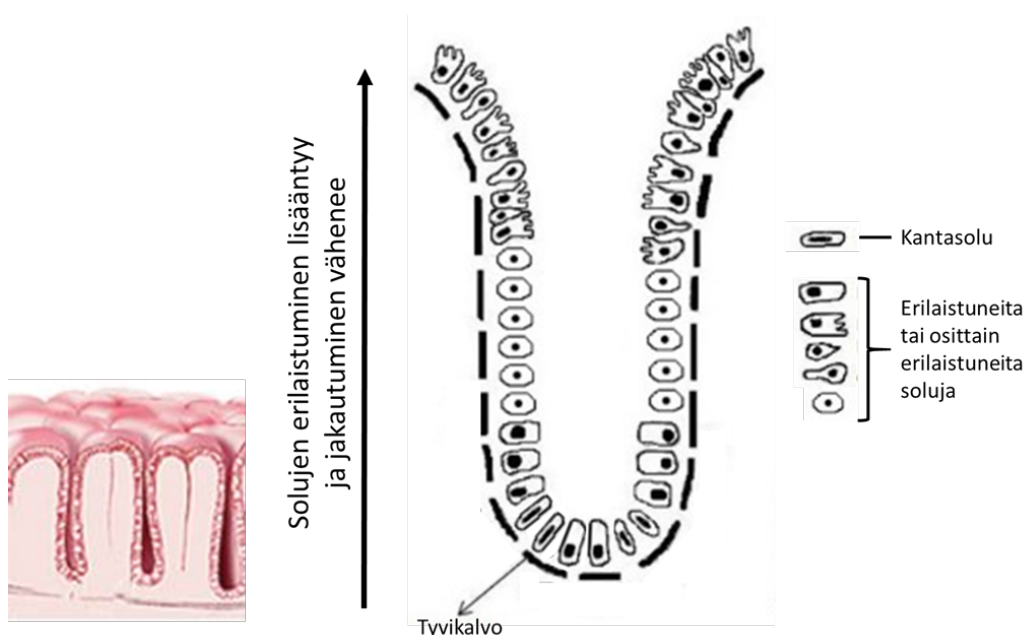 Solujen erilaistuminen lisääntyy
ja jakautuminen vähenee
Kantasolu
Erilaistuneita
tai osittain
erilaistuneita
soluja
Tyvikalvo